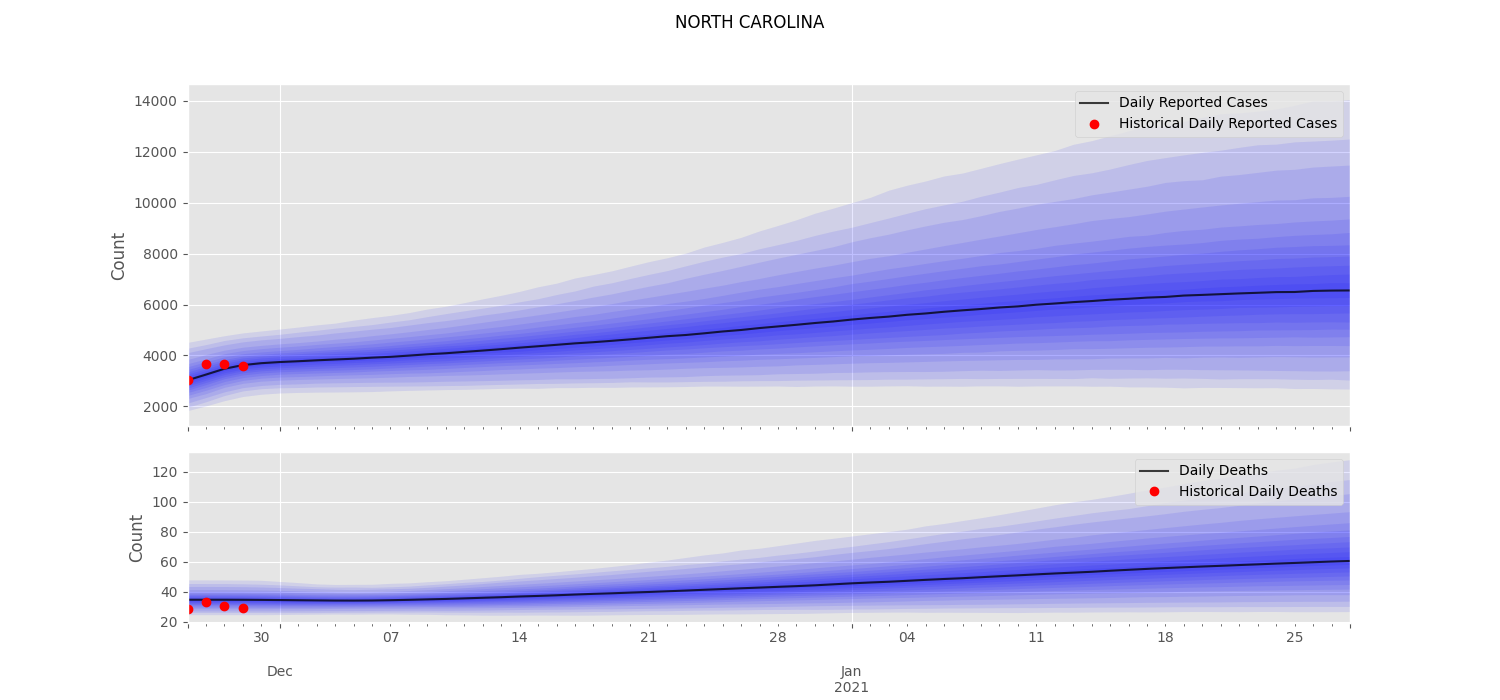 NORTH CAROLINA
14000
12000
10000
8000
6000
4000
2000
Count
Daily Reported Cases
Historical Daily Reported Cases
120
100
80
60
40
20
Count
Daily Deaths
Historical Daily Deaths
30 07 14 21 28 04 11 18 25
Dec Jan
2021